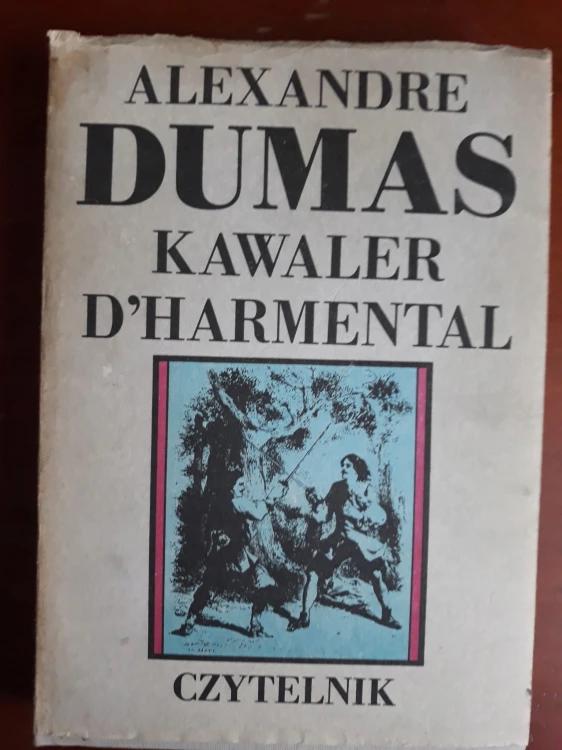 ALEXANDRE
DUMAS
KAWALER
D'HARMENTAL
CZYTELNIK